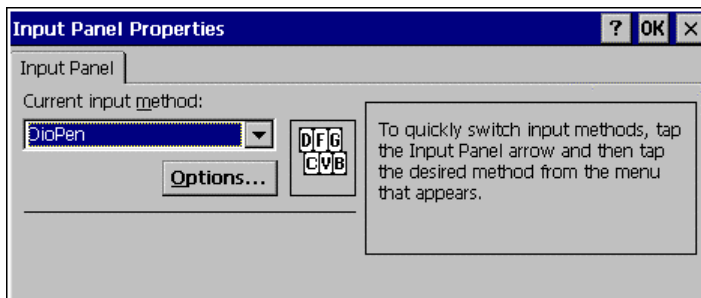 Input Panel Properties ? OK ×
Input Panel
Current input method:
DioPen
Options...
DFG
CVB
To quickly switch input methods, tap
the Input Panel arrow and then tap
the desired method from the menu
that appears.